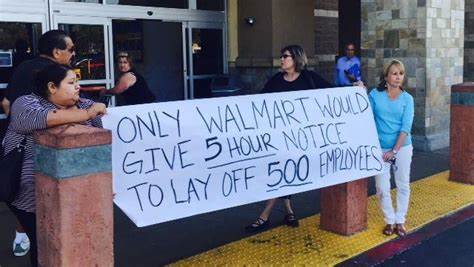 ONLY WALMART WOULD
GIVE 5 HOUR NOTICE
TO LAY OFF 500 EMPLOYEES